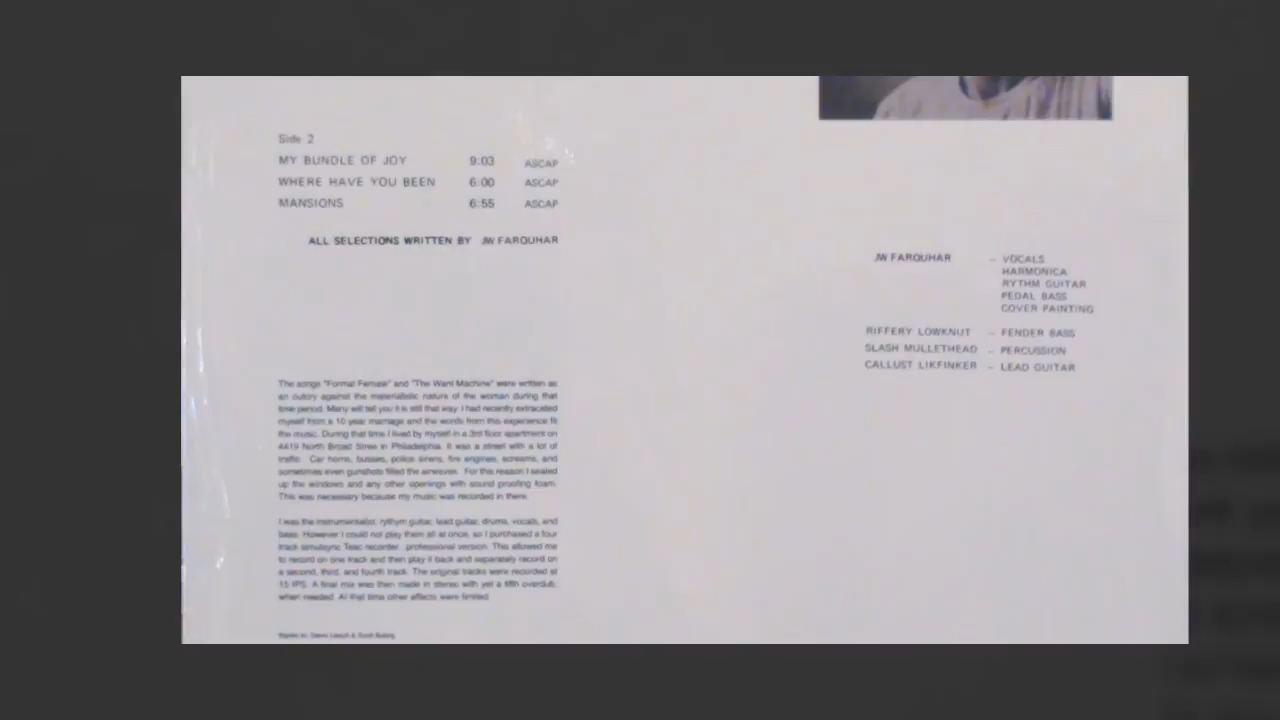 Side 2
MY BUNDLE OF JOY 9:03 ASCAP
WHERE HAVE YOU BEEN 6:00 ASCAP
MANSIONS 6:55 ASCAP
ALL SELECTIONS WRITTEN BY JW FARQUHAR
JW FARQUHAR – VOCALS
HARMONICA
RYTHM GUITAR
PEDAL BASS
COVER PAINTING
RIFFERY LOWKNUT – FENDER BASS
SLASH MULLETHEAD – PERCUSSION
CALLUST LIKFINKER – LEAD GUITAR
The songs "Formal Female" and "The Want Machine" were written as
an outcry against the materialistic nature of the woman during that
time period. Many will tell you it is still that way. I had recently extracated
myself from a 10 year marriage and the words from this experience fit
the music. During that time I lived by myself in a 3rd floor apartment on
4419 North Broad Stree in Philadelphia. It was a street with a lot of
traffic. Car horns, busses, police sirens, fire engines, screams, and
sometimes even gunshots filled the airwaves. For this reason I sealed
up the windows and any other openings with sound proofing foam.
This was necessary because my music was recorded in there.
I was the instrumentalist, rythym guitar, lead guitar, drums, vocals, and
bass. However I could not play them all at once, so I purchased a four
track simulsync Teac recorder, professional version. This allowed me
to record on one track and then play it back and separately record on
a second, third, and fourth track. The original tracks were recorded at
15 IPS. A final mix was then made in stereo with yet a fifth overdub,
when needed. At that time other effects were limited.